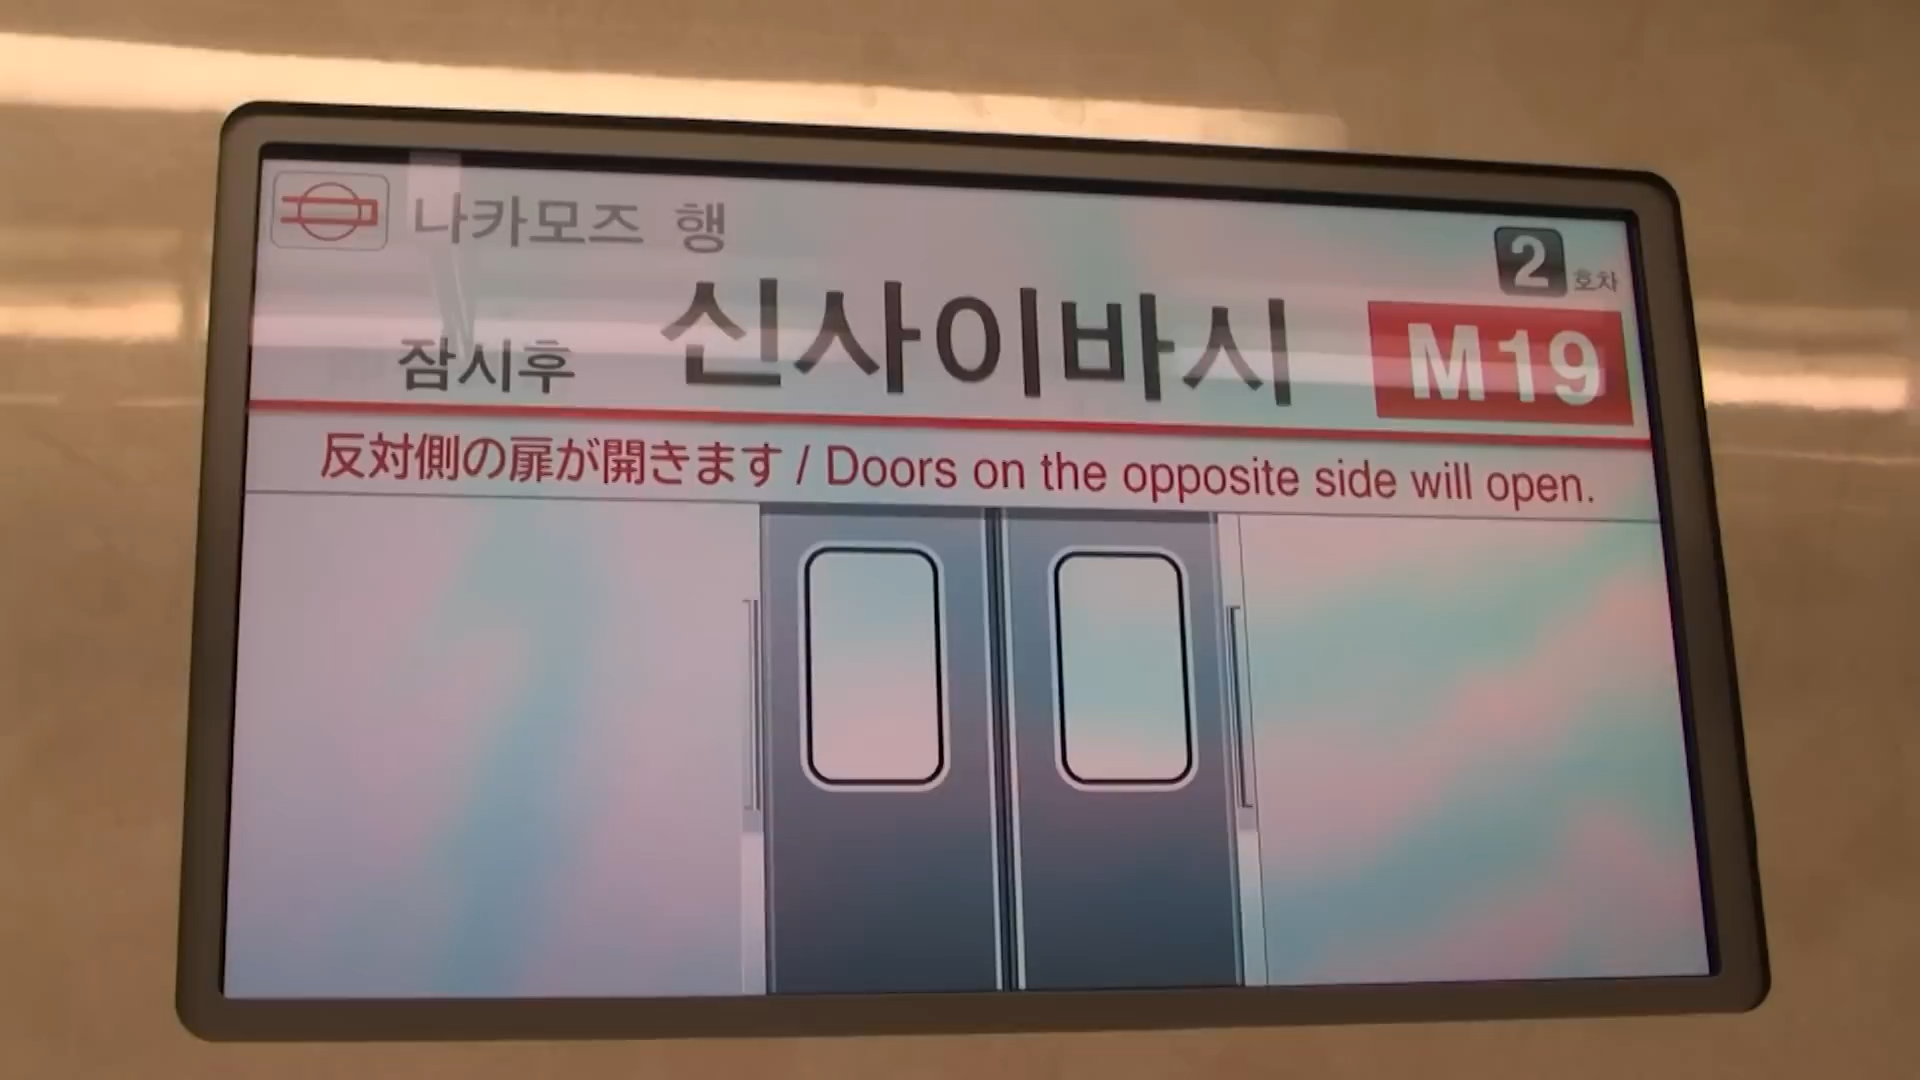 나카모즈 행
2 호차
잠시후 신사이바시 M19
反対側の扉が開きます / Doors on the opposite side will open.